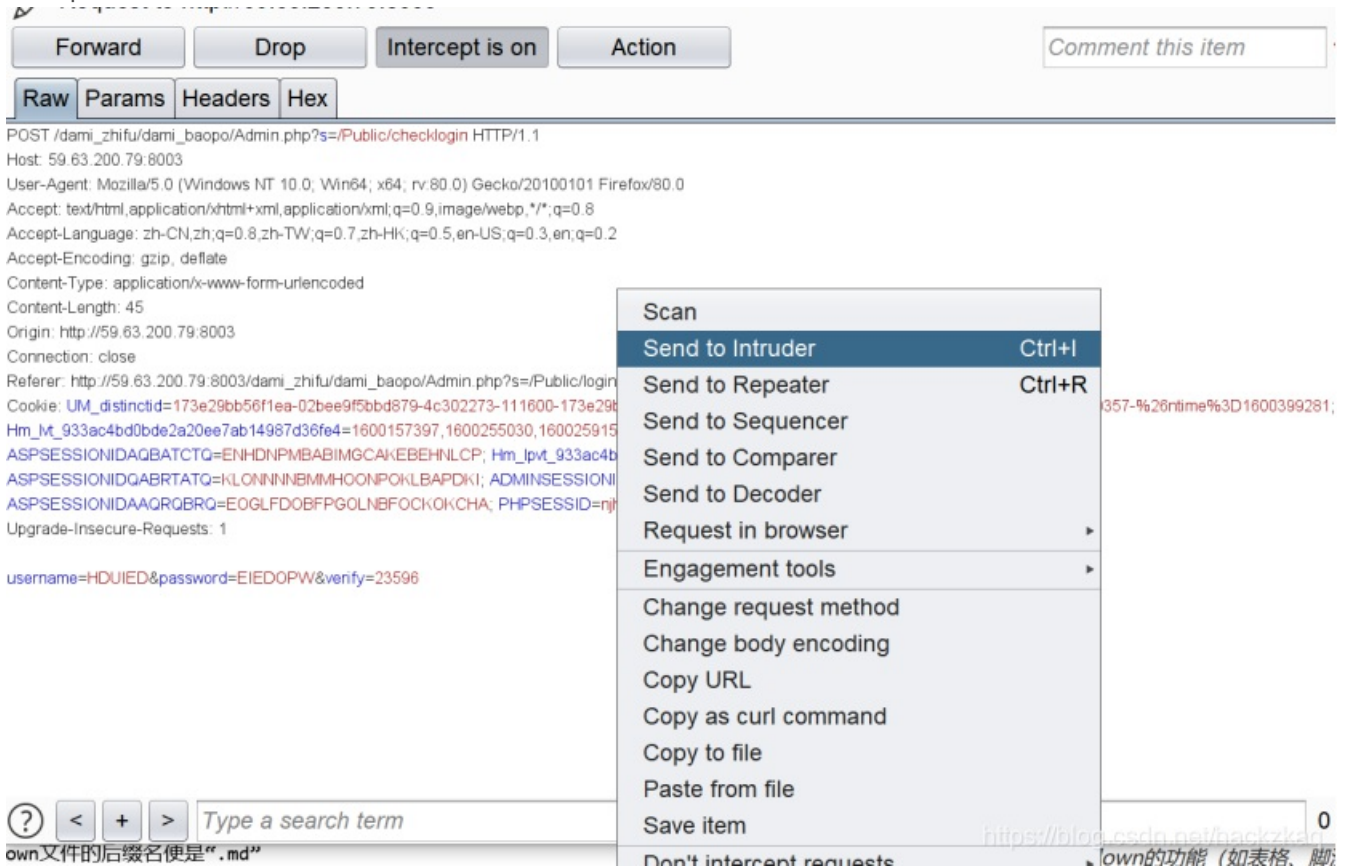 Forward Drop Intercept is on Action Comment this item
Raw Params Headers Hex
POST /dami_zhifu/dami_baopo/Admin.php?s=/Public/checklogin HTTP/1.1
Host: 59.63.200.79:8003
User-Agent: Mozilla/5.0 (Windows NT 10.0; Win64; x64; rv:80.0) Gecko/20100101 Firefox/80.0
Accept: text/html,application/xhtml+xml,application/xml;q=0.9,image/webp,*/*;q=0.8
Accept-Language: zh-CN,zh;q=0.8,zh-TW;q=0.7,zh-HK;q=0.5,en-US;q=0.3,en;q=0.2
Accept-Encoding: gzip, deflate
Content-Type: application/x-www-form-urlencoded
Content-Length: 45
Origin: http://59.63.200.79:8003
Connection: close
Referer: http://59.63.200.79:8003/dami_zhifu/dami_baopo/Admin.php?s=/Public/login
Cookie: UM_distinctid=173e29bb56f1ea-02bee9f5bbd879-4c302273-111600-173e29b 357-%26ntime%3D1600399281;
Hm_lvt_933ac4bd0bde2a20ee7ab14987d36fe4=1600157397,1600255030,160025915
ASPSESSIONIDAQBATCTQ=ENHDNPMBABIMGCAKEBEHNLCP; Hm_lpvt_933ac4b
ASPSESSIONIDQABRTATQ=KLONNNNBMMHOONPOKLBAPDKI; ADMINSESSIONI
ASPSESSIONIDAAQRQBRQ=EOGLFDOBFPGOLNBFOCKOKCHA; PHPSESSID=njh
Upgrade-Insecure-Requests: 1
username=HDUIED&password=EIEDOPW&verify=23596
Scan
Send to Intruder Ctrl+I
Send to Repeater Ctrl+R
Send to Sequencer
Send to Comparer
Send to Decoder
Request in browser
Engagement tools
Change request method
Change body encoding
Copy URL
Copy as curl command
Copy to file
Paste from file
Save item
Don't intercept requests
? < + > Type a search term 0
https://blog.csdn.net/hackzkaq
own文件的后缀名便是“.md”
own的功能（如表格、脚